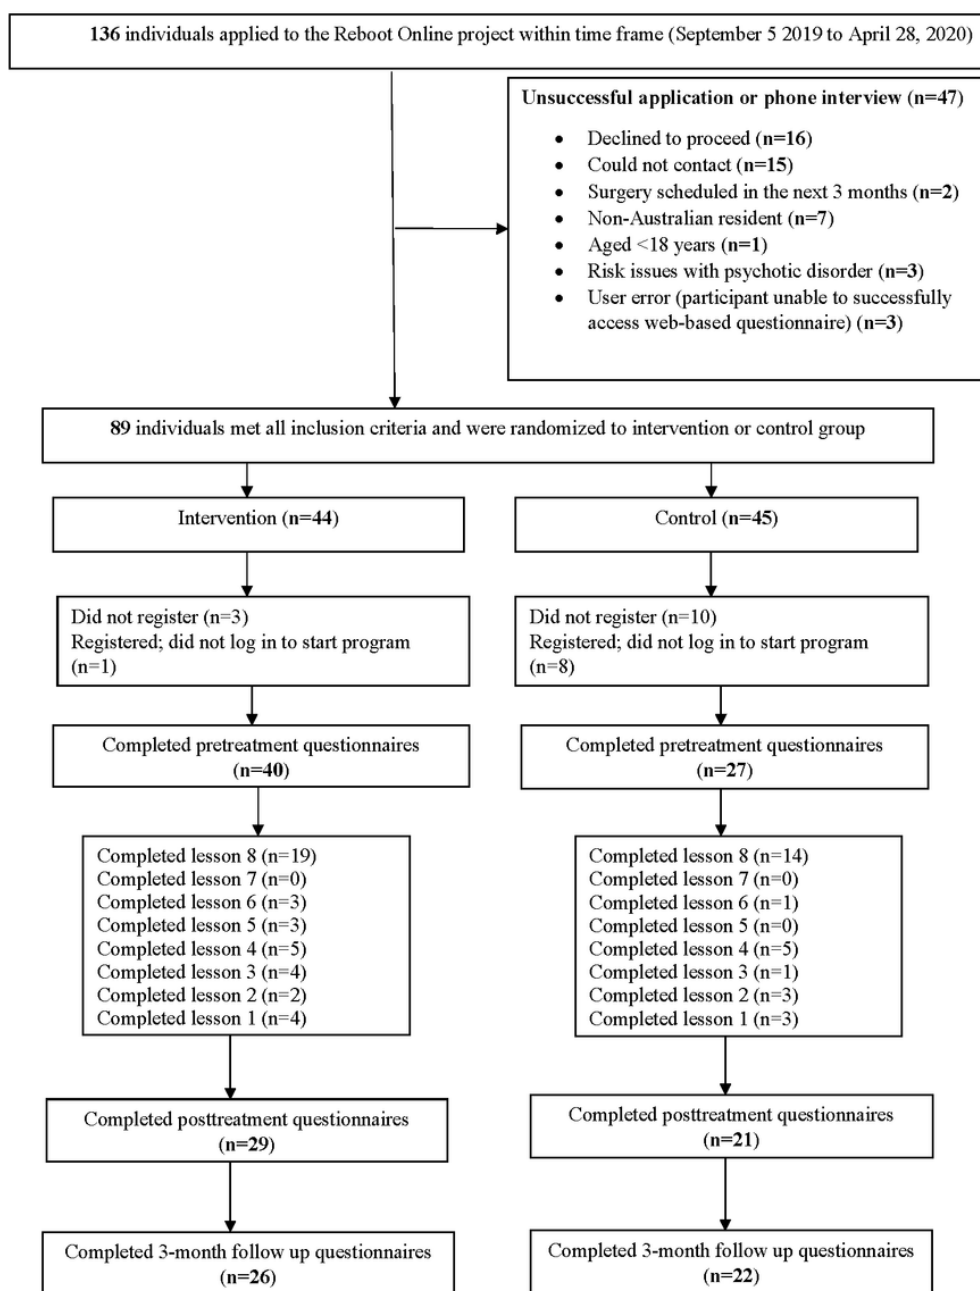 136 individuals applied to the Reboot Online project within time frame (September 5 2019 to April 28, 2020)
Unsuccessful application or phone interview (n=47)
• Declined to proceed (n=16)
• Could not contact (n=15)
• Surgery scheduled in the next 3 months (n=2)
• Non-Australian resident (n=7)
• Aged <18 years (n=1)
• Risk issues with psychotic disorder (n=3)
• User error (participant unable to successfully
access web-based questionnaire) (n=3)
89 individuals met all inclusion criteria and were randomized to intervention or control group
Intervention (n=44)
Control (n=45)
Did not register (n=3)
Registered; did not log in to start program
(n=1)
Did not register (n=10)
Registered; did not log in to start program
(n=8)
Completed pretreatment questionnaires
(n=40)
Completed pretreatment questionnaires
(n=27)
Completed lesson 8 (n=19)
Completed lesson 7 (n=0)
Completed lesson 6 (n=3)
Completed lesson 5 (n=3)
Completed lesson 4 (n=5)
Completed lesson 3 (n=4)
Completed lesson 2 (n=2)
Completed lesson 1 (n=4)
Completed lesson 8 (n=14)
Completed lesson 7 (n=0)
Completed lesson 6 (n=1)
Completed lesson 5 (n=0)
Completed lesson 4 (n=5)
Completed lesson 3 (n=1)
Completed lesson 2 (n=3)
Completed lesson 1 (n=3)
Completed posttreatment questionnaires
(n=29)
Completed posttreatment questionnaires
(n=21)
Completed 3-month follow up questionnaires
(n=26)
Completed 3-month follow up questionnaires
(n=22)